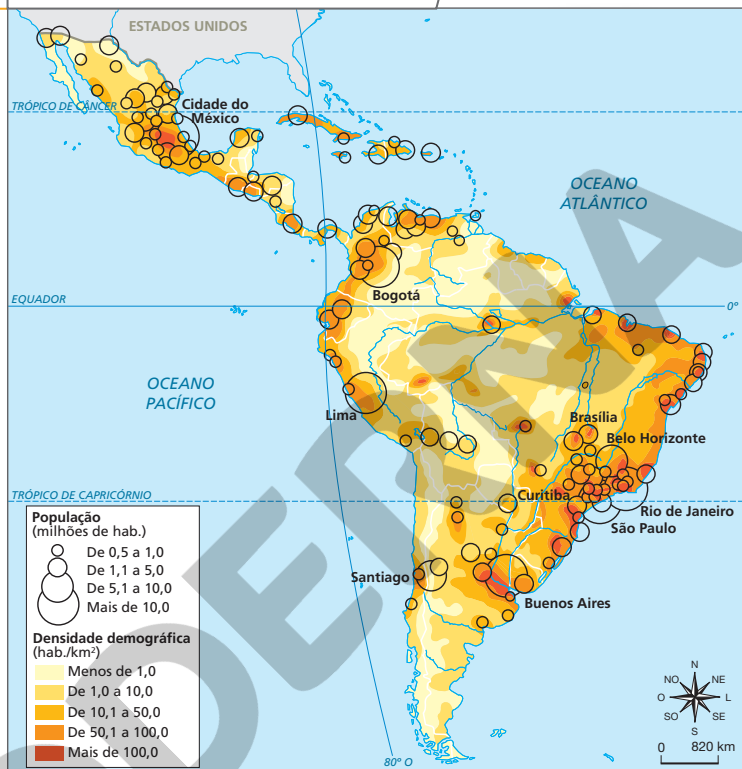 ESTADOS UNIDOS
TRÓPICO DE CÂNCER
Cidade do
México
OCEANO
ATLÂNTICO
Bogotá
EQUADOR
0º
OCEANO
PACÍFICO
Lima
Brasília
Belo Horizonte
TRÓPICO DE CAPRICÓRNIO
Curitiba
Rio de Janeiro
São Paulo
Santiago
Buenos Aires
População
(milhões de hab.)
De 0,5 a 1,0
De 1,1 a 5,0
De 5,1 a 10,0
Mais de 10,0
Densidade demográfica
(hab./km²)
Menos de 1,0
De 1,0 a 10,0
De 10,1 a 50,0
De 50,1 a 100,0
Mais de 100,0
N
NO NE
O L
SO SE
S
0 820 km
80º O